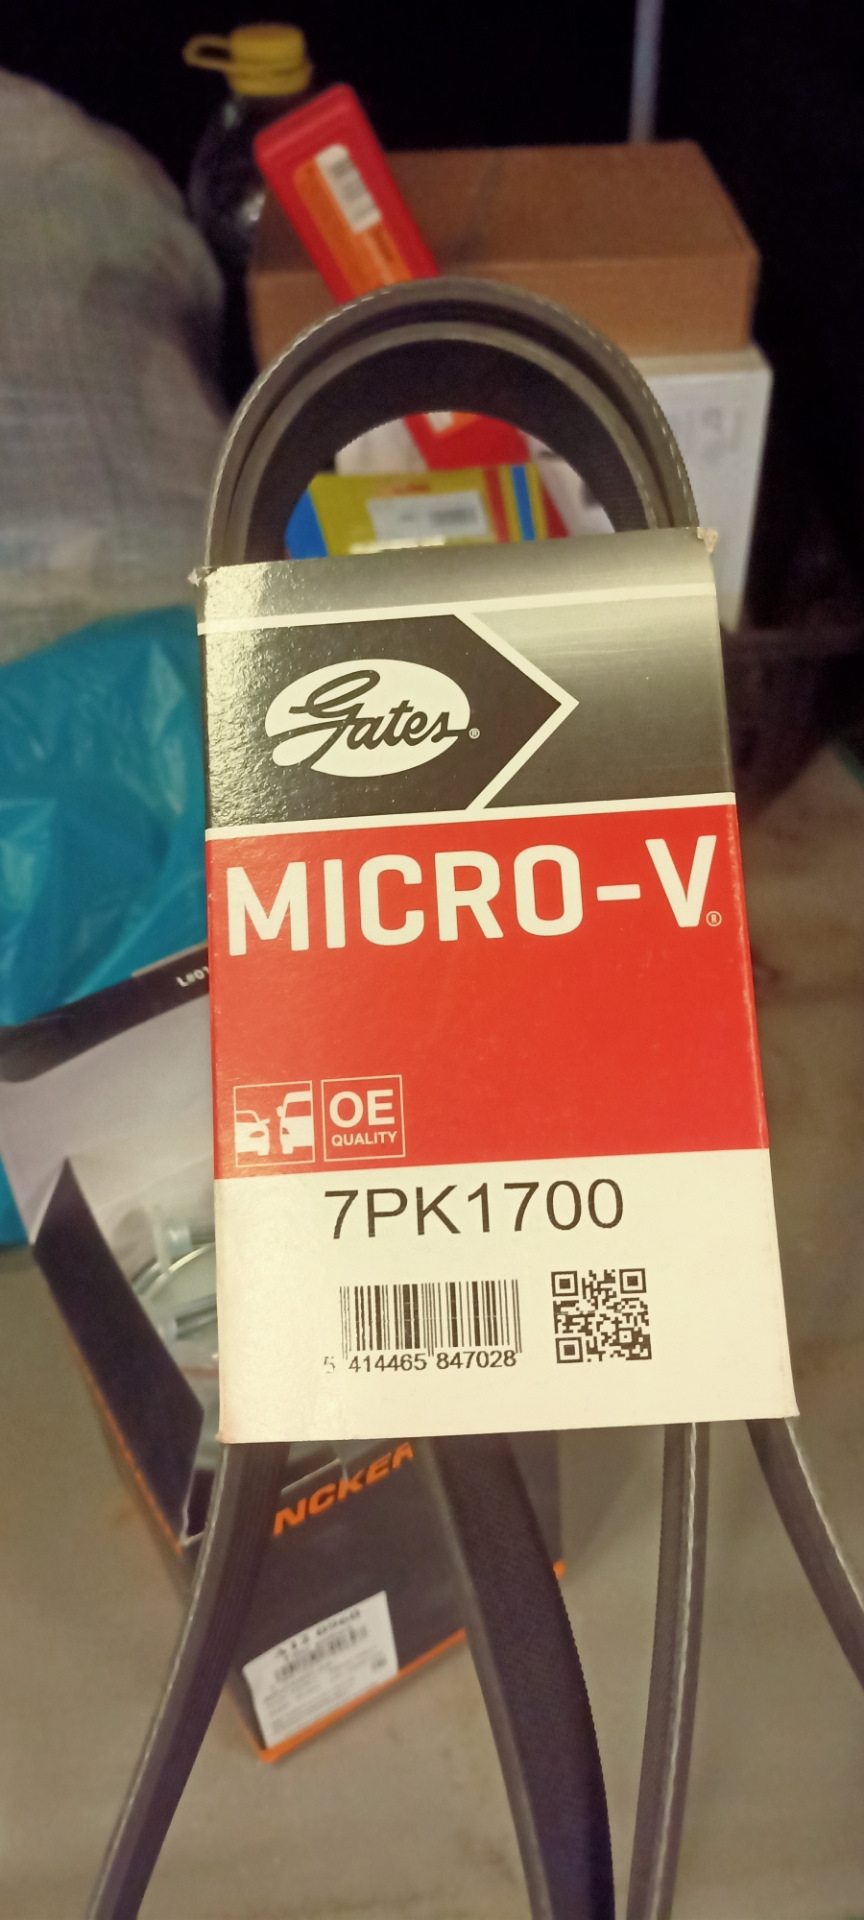 Gates®
MICRO-V®
OE
QUALITY
7PK1700
5 414465 847028
NCKER